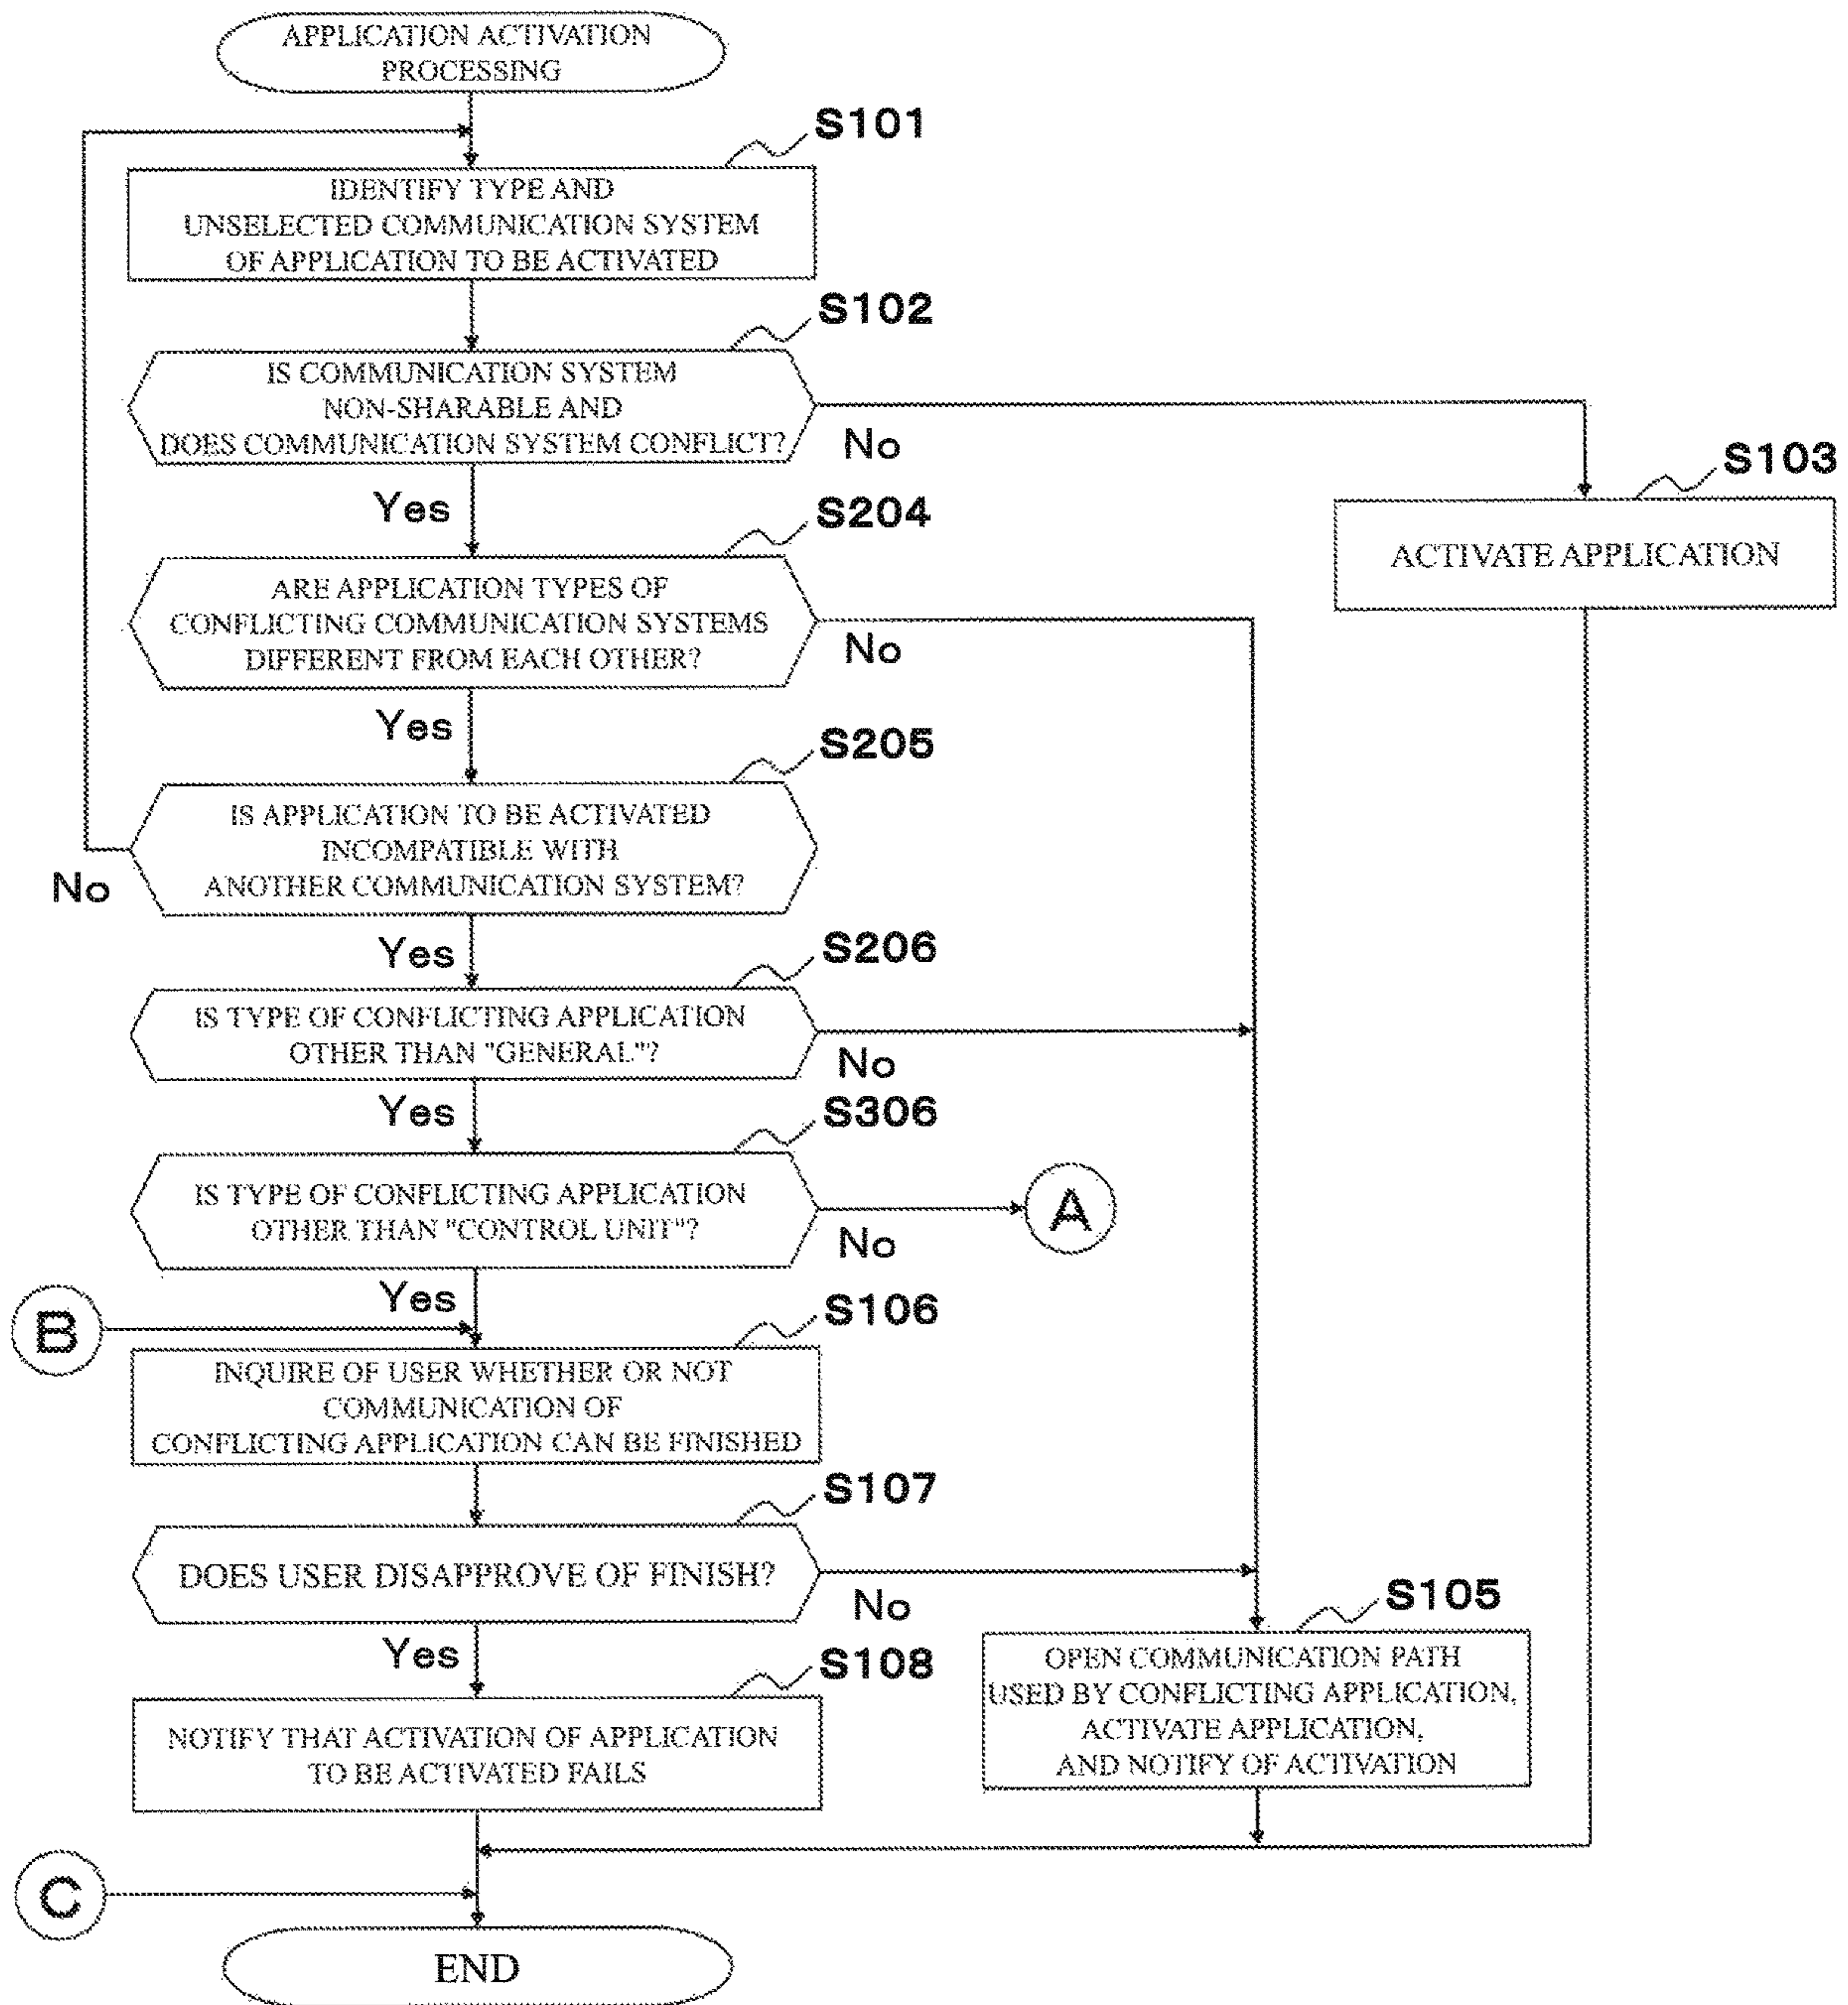 APPLICATION ACTIVATION
PROCESSING
S101
IDENTIFY TYPE AND
UNSELECTED COMMUNICATION SYSTEM
OF APPLICATION TO BE ACTIVATED
S102
IS COMMUNICATION SYSTEM
NON-SHARABLE AND
DOES COMMUNICATION SYSTEM CONFLICT?
No
S103
ACTIVATE APPLICATION
Yes
S204
ARE APPLICATION TYPES OF
CONFLICTING COMMUNICATION SYSTEMS
DIFFERENT FROM EACH OTHER?
No
Yes
S205
IS APPLICATION TO BE ACTIVATED
INCOMPATIBLE WITH
ANOTHER COMMUNICATION SYSTEM?
No
Yes
S206
IS TYPE OF CONFLICTING APPLICATION
OTHER THAN "GENERAL"?
No
Yes
S306
IS TYPE OF CONFLICTING APPLICATION
OTHER THAN "CONTROL UNIT"?
No
A
Yes
B
S106
INQUIRE OF USER WHETHER OR NOT
COMMUNICATION OF
CONFLICTING APPLICATION CAN BE FINISHED
S107
DOES USER DISAPPROVE OF FINISH?
No
Yes
S105
OPEN COMMUNICATION PATH
USED BY CONFLICTING APPLICATION,
ACTIVATE APPLICATION,
AND NOTIFY OF ACTIVATION
S108
NOTIFY THAT ACTIVATION OF APPLICATION
TO BE ACTIVATED FAILS
C
END